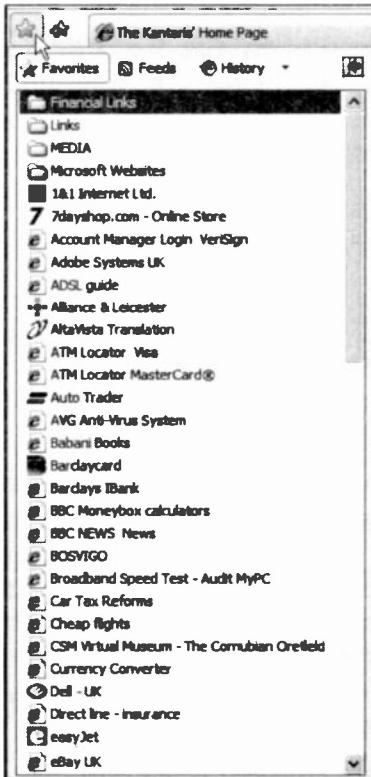 The Kantaris' Home Page
Favorites Feeds History
Financial Links
Links
MEDIA
Microsoft Websites
1&1 Internet Ltd.
7dayshop.com - Online Store
Account Manager Login VeriSign
Adobe Systems UK
ADSL guide
Alliance & Leicester
AltaVista Translation
ATM Locator Visa
ATM Locator MasterCard®
Auto Trader
AVG Anti-Virus System
Babani Books
Barclaycard
Barclays IBank
BBC Moneybox calculators
BBC NEWS News
BOSVIGO
Broadband Speed Test - Audit MyPC
Car Tax Reforms
Cheap flights
CSM Virtual Museum - The Cornubian Orefield
Currency Converter
Dell - UK
Direct line - insurance
easyJet
eBay UK